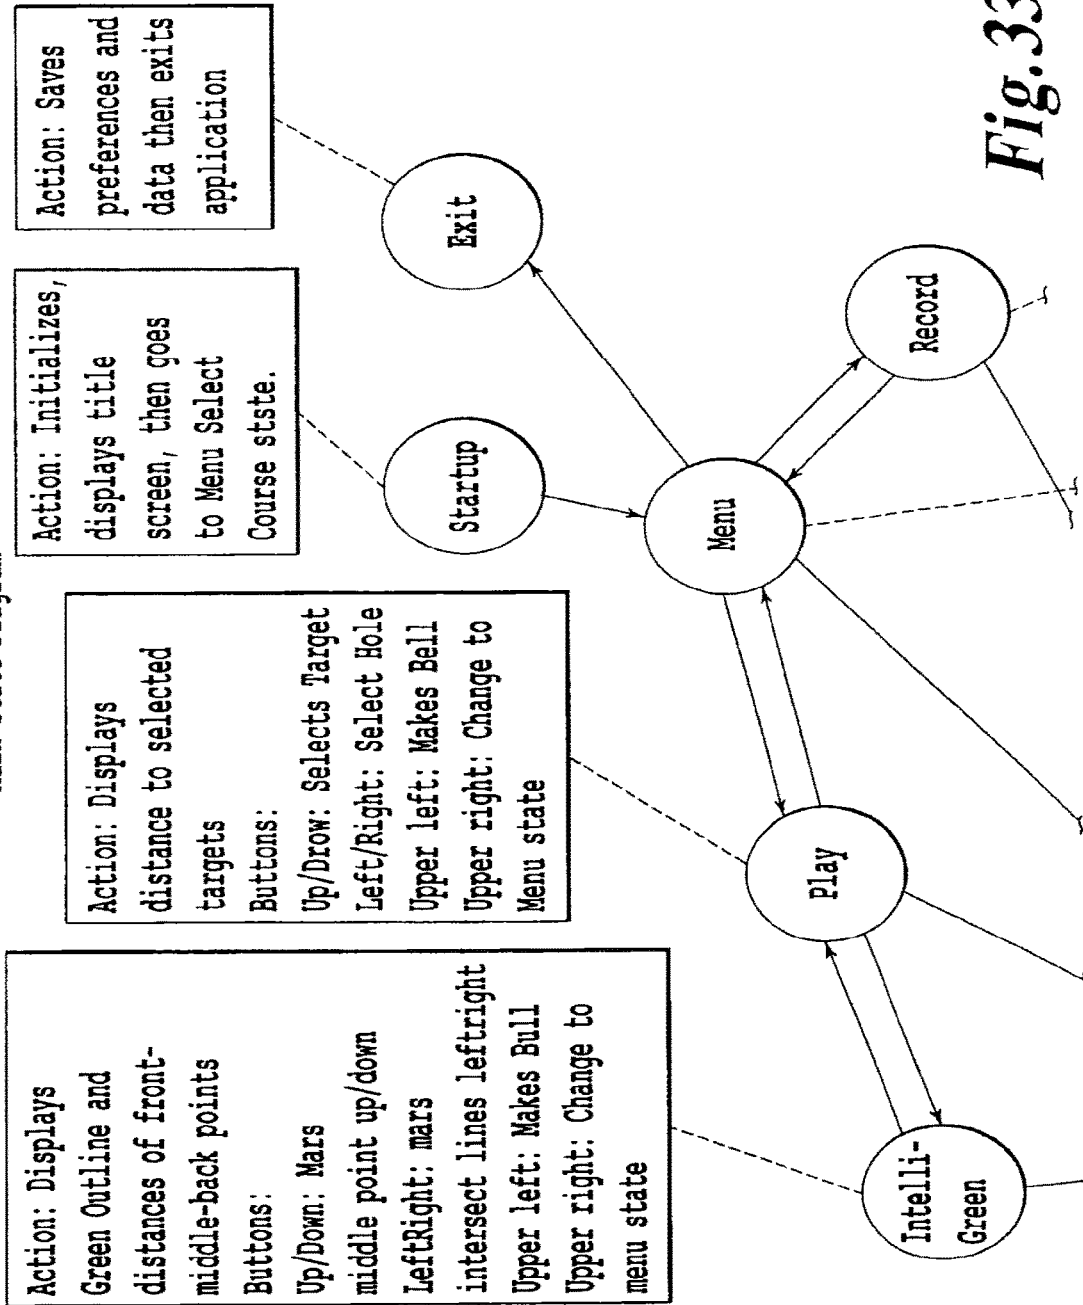 Action: Displays
Green Outline and
distances of front-
middle-back points
Buttons:
Up/Down: Mars
middle point up/down
LeftRight: mars
intersect lines leftright
Upper left: Makes Bull
Upper right: Change to
menu state
Action: Displays
distance to selected
targets
Buttons:
Up/Drow: Selects Target
Left/Right: Select Hole
Upper left: Makes Bell
Upper right: Change to
Menu state
Action: Initializes,
displays title
screen, then goes
to Menu Select
Course stste.
Action: Saves
preferences and
data then exits
application
Intelli-
Green
Play
Startup
Menu
Exit
Record
Fig.33